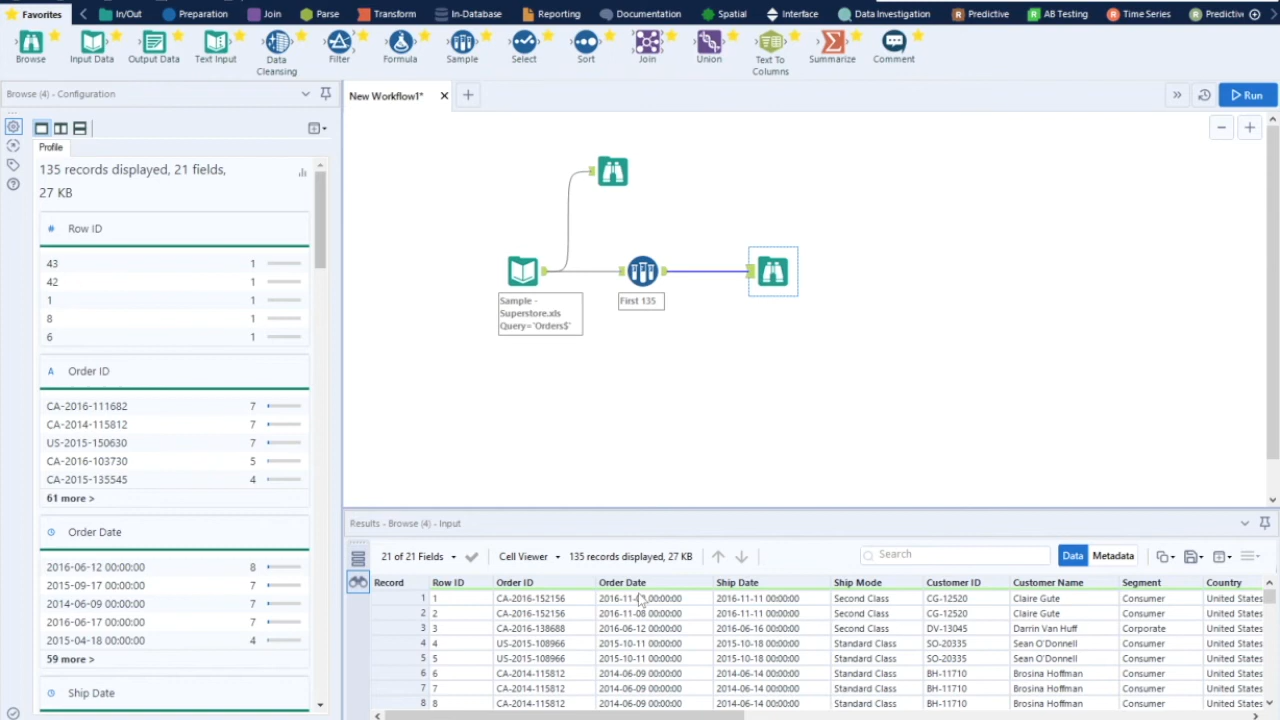 Favorites In/Out Preparation Join Parse Transform In-Database Reporting Documentation Spatial Interface Data Investigation Predictive AB Testing Time Series Predictiv
Browse Input Data Output Data Text Input Data Cleansing Filter Formula Sample Select Sort Join Union Text To Columns Summarize Comment
Browse (4) - Configuration
New Workflow1*
Run
Profile
135 records displayed, 21 fields,
27 KB
# Row ID
43 1
42 1
1 1
8 1
6 1
A Order ID
CA-2016-111682 7
CA-2014-115812 7
US-2015-150630 7
CA-2016-103730 5
CA-2015-135545 4
61 more >
Order Date
2016-06-12 00:00:00 8
2015-09-17 00:00:00 7
2014-06-09 00:00:00 7
2016-06-17 00:00:00 7
2015-04-18 00:00:00 4
59 more >
Ship Date
Sample -
Superstore.xls
Query=`Orders$`
First 135
Results - Browse (4) - Input
21 of 21 Fields Cell Viewer 135 records displayed, 27 KB Search Data Metadata
Record Row ID Order ID Order Date Ship Date Ship Mode Customer ID Customer Name Segment Country
1 1 CA-2016-152156 2016-11- 00:00:00 2016-11-11 00:00:00 Second Class CG-12520 Claire Gute Consumer United States
2 2 CA-2016-152156 2016-11-08 00:00:00 2016-11-11 00:00:00 Second Class CG-12520 Claire Gute Consumer United States
3 3 CA-2016-138688 2016-06-12 00:00:00 2016-06-16 00:00:00 Second Class DV-13045 Darrin Van Huff Corporate United States
4 4 US-2015-108966 2015-10-11 00:00:00 2015-10-18 00:00:00 Standard Class SO-20335 Sean O'Donnell Consumer United States
5 5 US-2015-108966 2015-10-11 00:00:00 2015-10-18 00:00:00 Standard Class SO-20335 Sean O'Donnell Consumer United States
6 6 CA-2014-115812 2014-06-09 00:00:00 2014-06-14 00:00:00 Standard Class BH-11710 Brosina Hoffman Consumer United States
7 7 CA-2014-115812 2014-06-09 00:00:00 2014-06-14 00:00:00 Standard Class BH-11710 Brosina Hoffman Consumer United States
8 8 CA-2014-115812 2014-06-09 00:00:00 2014-06-14 00:00:00 Standard Class BH-11710 Brosina Hoffman Consumer United States